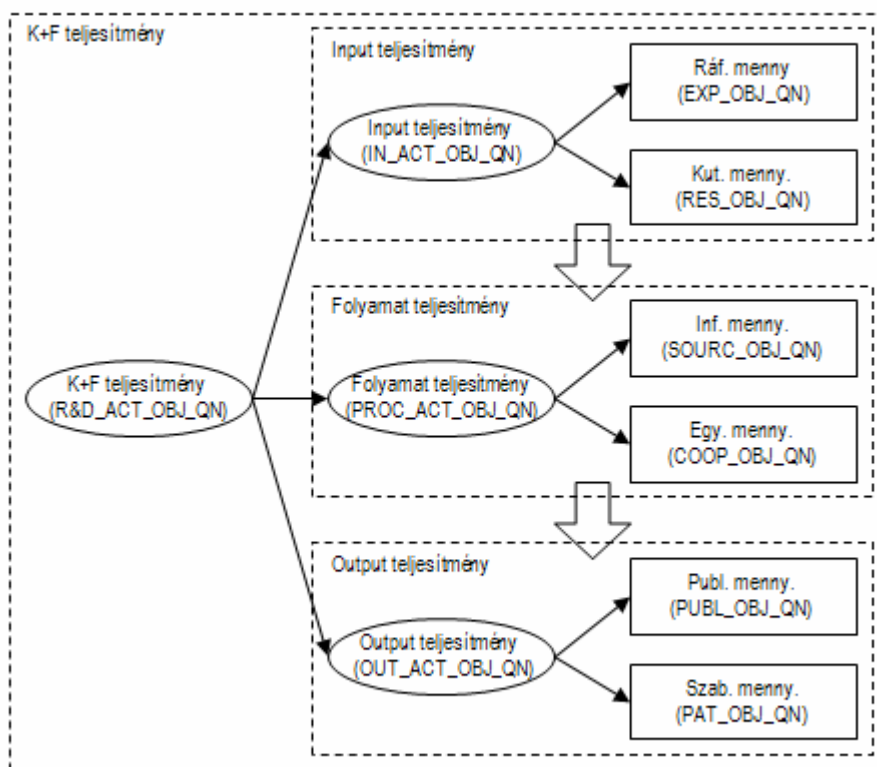 K+F teljesítmény
Input teljesítmény
Ráf. menny
(EXP_OBJ_QN)
Input teljesítmény
(IN_ACT_OBJ_QN)
Kut. menny.
(RES_OBJ_QN)
Folyamat teljesítmény
Inf. menny.
(SOURC_OBJ_QN)
K+F teljesítmény
(R&D_ACT_OBJ_QN)
Folyamat teljesítmény
(PROC_ACT_OBJ_QN)
Egy. menny.
(COOP_OBJ_QN)
Output teljesítmény
Publ. menny.
(PUBL_OBJ_QN)
Output teljesítmény
(OUT_ACT_OBJ_QN)
Szab. menny.
(PAT_OBJ_QN)